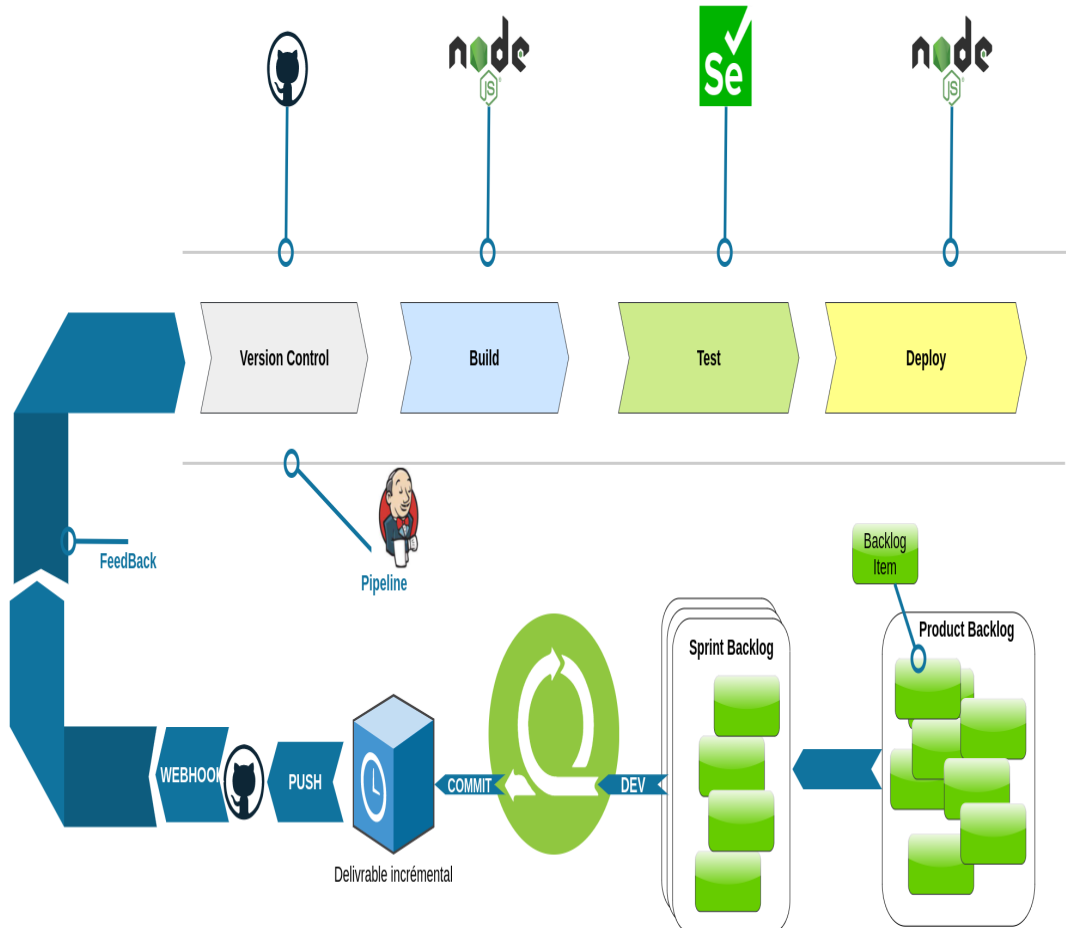 node
JS
Se
node
JS
Version Control
Build
Test
Deploy
FeedBack
Pipeline
Backlog
Item
Product Backlog
Sprint Backlog
WEBHOOK
PUSH
COMMIT
DEV
Delivrable incrémental